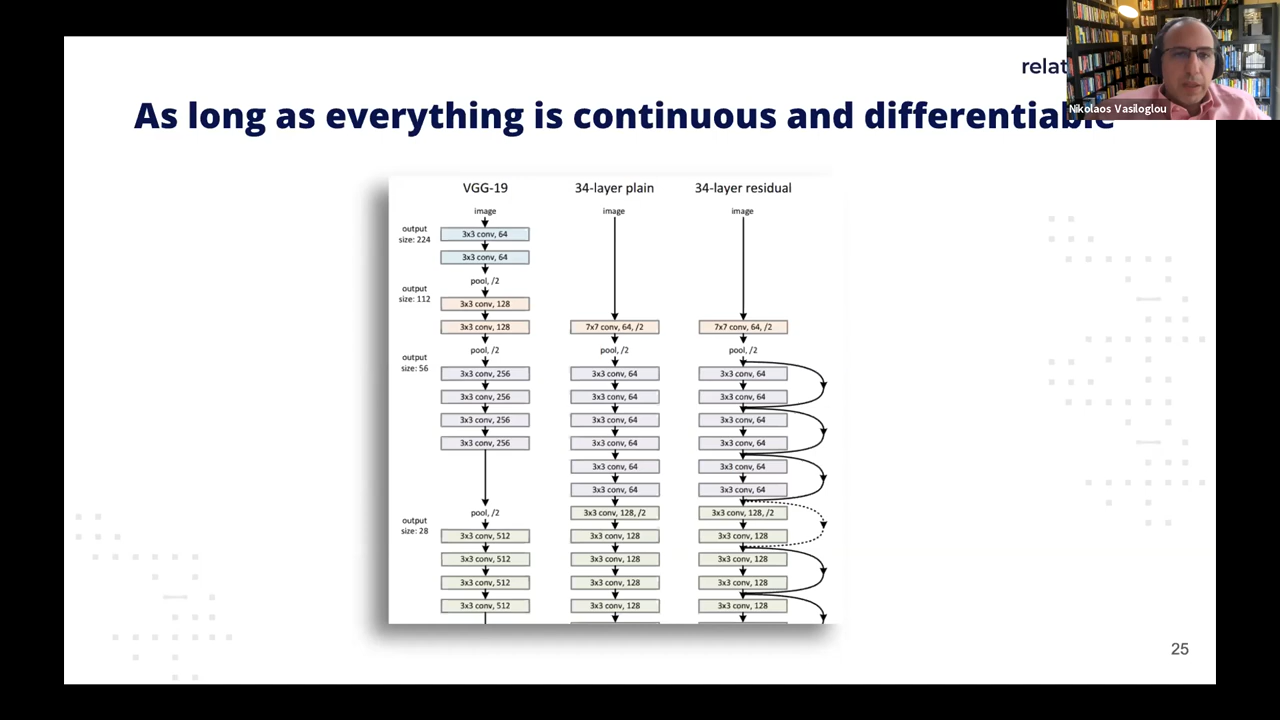 relat
Nikolaos Vasiloglou
As long as everything is continuous and differentiable
VGG-19
34-layer plain
34-layer residual
image
image
image
output
size: 224
3x3 conv, 64
3x3 conv, 64
pool, /2
output
size: 112
3x3 conv, 128
3x3 conv, 128
7x7 conv, 64, /2
7x7 conv, 64, /2
pool, /2
pool, /2
pool, /2
output
size: 56
3x3 conv, 256
3x3 conv, 64
3x3 conv, 64
3x3 conv, 256
3x3 conv, 64
3x3 conv, 64
3x3 conv, 256
3x3 conv, 64
3x3 conv, 64
3x3 conv, 256
3x3 conv, 64
3x3 conv, 64
3x3 conv, 64
3x3 conv, 64
3x3 conv, 64
3x3 conv, 64
pool, /2
3x3 conv, 128, /2
3x3 conv, 128, /2
output
size: 28
3x3 conv, 512
3x3 conv, 128
3x3 conv, 128
3x3 conv, 512
3x3 conv, 128
3x3 conv, 128
3x3 conv, 512
3x3 conv, 128
3x3 conv, 128
3x3 conv, 512
3x3 conv, 128
3x3 conv, 128
25